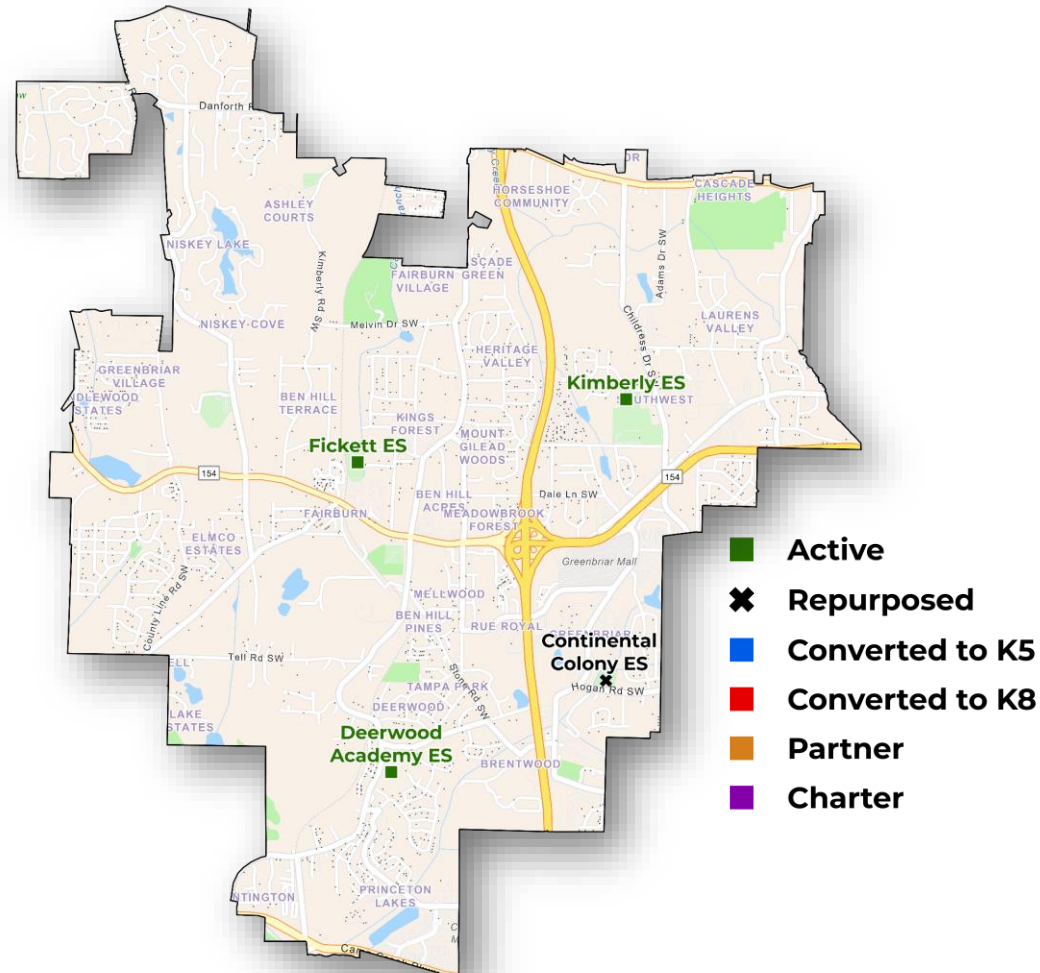 Danforth
DR
HORSESHOE
COMMUNITY
CASCADE
HEIGHTS
ASHLEY
COURTS
NISKEY LAKE
Kimberly Rd SW
FAIRBURN GREEN
VILLAGE
Adams Dr SW
NISKEY COVE
Melvin Dr SW
Childress Dr S
LAURENS
VALLEY
HERITAGE
VALLEY
GREENBRIAR
VILLAGE
BEN HILL
TERRACE
Kimberly ES
KINGS
FOREST
MOUNT
GILEAD
WOODS
Fickett ES
154
154
BEN HILL
ACRES
MEADOWBROOK
FOREST
Dale Ln SW
FAIRBURN
ELMCO
ESTATES
Greenbriar Mall
County Line Rd SW
MELLWOOD
BEN HILL
PINES
RUE ROYAL
Continental
Colony ES
Hogan Rd SW
Tell Rd SW
Stone Rd SW
TAMPA PARK
DEERWOOD
LAKE
Deerwood
Academy ES
BRENTWOOD
PRINCETON
LAKES
NTINGTON
Active
Repurposed
Converted to K5
Converted to K8
Partner
Charter